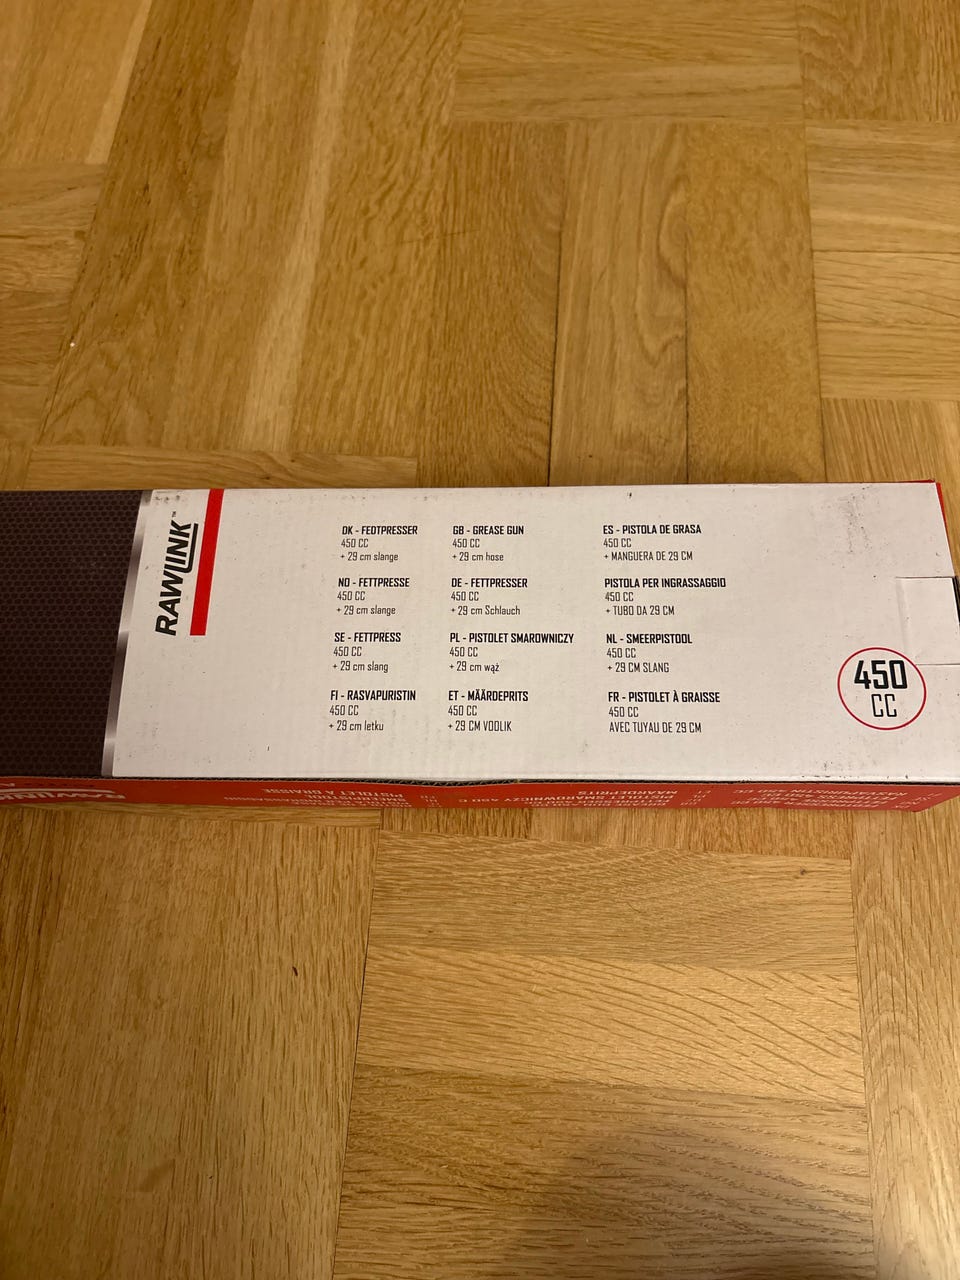 RAWLINK™
DK - FEDTPRESSER
450 CC
+ 29 cm slange
NO - FETTPRESSE
450 CC
+ 29 cm slange
SE - FETTPRESS
450 CC
+ 29 cm slang
FI - RASVAPURISTIN
450 CC
+ 29 cm letku
GB - GREASE GUN
450 CC
+ 29 cm hose
DE - FETTPRESSER
450 CC
+ 29 cm Schlauch
PL - PISTOLET SMAROWNICZY
450 CC
+ 29 cm wąż
ET - MÄÄRDEPRITS
450 CC
+ 29 CM VOOLIK
ES - PISTOLA DE GRASA
450 CC
+ MANGUERA DE 29 CM
PISTOLA PER INGRASSAGGIO
450 CC
+ TUBO DA 29 CM
NL - SMEERPISTOOL
450 CC
+ 29 CM SLANG
FR - PISTOLET À GRAISSE
450 CC
AVEC TUYAU DE 29 CM
450
CC
RAWLINK
PISTOLET À GRAISSE
MÄÄRDEPRITS